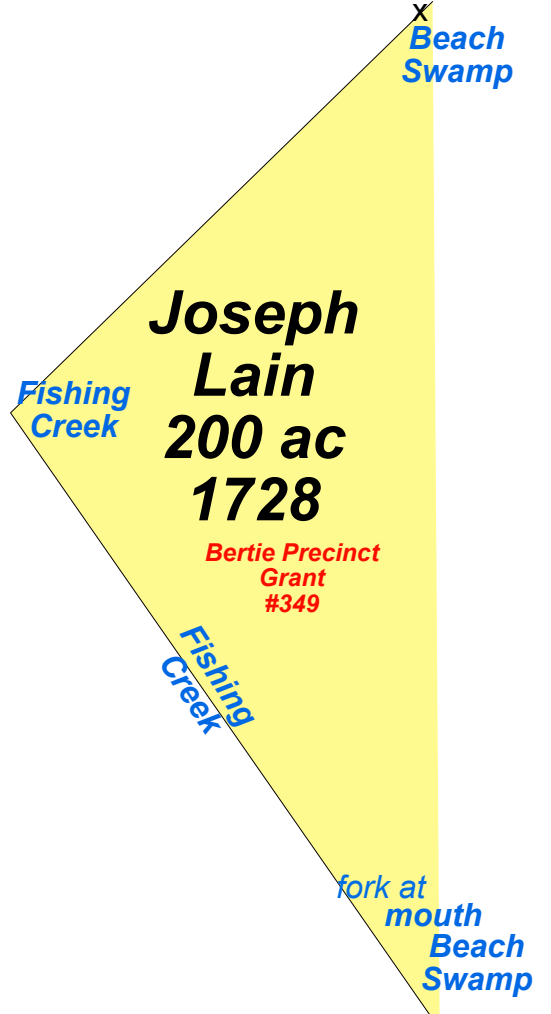 x
Beach
Swamp
Joseph
Lain
200 ac
1728
Fishing
Creek
Bertie Precinct
Grant
#349
Fishing
Creek
fork at
mouth
Beach
Swamp